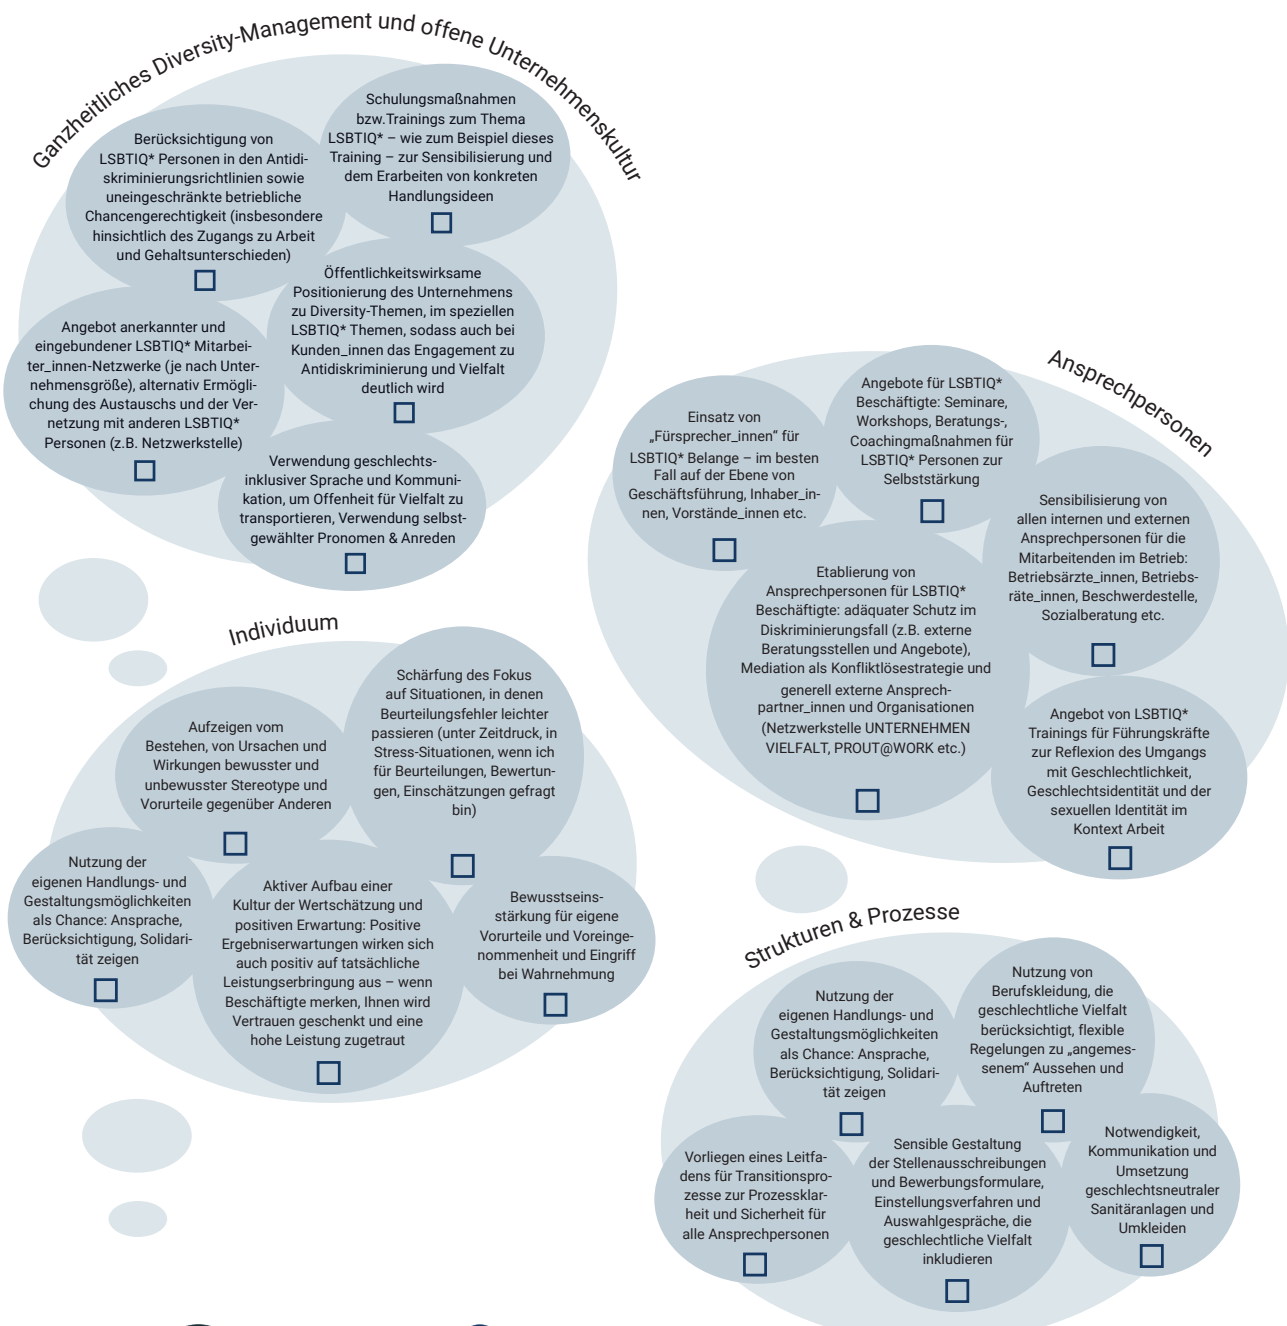 Ganzheitliches Diversity-Management und offene Unternehmenskultur
Berücksichtigung von
LSBTIQ* Personen in den Antidi-
skriminierungsrichtlinien sowie
uneingeschränkte betriebliche
Chancengerechtigkeit (insbesondere
hinsichtlich des Zugangs zu Arbeit
und Gehaltsunterschieden)
Schulungsmaßnahmen
bzw.Trainings zum Thema
LSBTIQ* – wie zum Beispiel dieses
Training – zur Sensibilisierung und
dem Erarbeiten von konkreten
Handlungsideen
Öffentlichkeitswirksame
Positionierung des Unternehmens
zu Diversity-Themen, im speziellen
LSBTIQ* Themen, sodass auch bei
Kunden_innen das Engagement zu
Antidiskriminierung und Vielfalt
deutlich wird
Angebot anerkannter und
eingebundener LSBTIQ* Mitarbei-
ter_innen-Netzwerke (je nach Unter-
nehmensgröße), alternativ Ermögli-
chung des Austauschs und der Ver-
netzung mit anderen LSBTIQ*
Personen (z.B. Netzwerkstelle)
Verwendung geschlechts-
inklusiver Sprache und Kommuni-
kation, um Offenheit für Vielfalt zu
transportieren, Verwendung selbst-
gewählter Pronomen & Anreden
Ansprechpersonen
Einsatz von
„Fürsprecher_innen“ für
LSBTIQ* Belange – im besten
Fall auf der Ebene von
Geschäftsführung, Inhaber_in-
nen, Vorstände_innen etc.
Angebote für LSBTIQ*
Beschäftigte: Seminare,
Workshops, Beratungs-,
Coachingmaßnahmen für
LSBTIQ* Personen zur
Selbststärkung
Sensibilisierung von
allen internen und externen
Ansprechpersonen für die
Mitarbeitenden im Betrieb:
Betriebsärzte_innen, Betriebs-
räte_innen, Beschwerdestelle,
Sozialberatung etc.
Etablierung von
Ansprechpersonen für LSBTIQ*
Beschäftigte: adäquater Schutz im
Diskriminierungsfall (z.B. externe
Beratungsstellen und Angebote),
Mediation als Konfliktlösestrategie und
generell externe Ansprech-
partner_innen und Organisationen
(Netzwerkstelle UNTERNEHMEN
VIELFALT, PROUT@WORK etc.)
Angebot von LSBTIQ*
Trainings für Führungskräfte
zur Reflexion des Umgangs
mit Geschlechtlichkeit,
Geschlechtsidentität und der
sexuellen Identität im
Kontext Arbeit
Individuum
Aufzeigen vom
Bestehen, von Ursachen und
Wirkungen bewusster und
unbewusster Stereotype und
Vorurteile gegenüber Anderen
Schärfung des Fokus
auf Situationen, in denen
Beurteilungsfehler leichter
passieren (unter Zeitdruck, in
Stress-Situationen, wenn ich
für Beurteilungen, Bewertun-
gen, Einschätzungen gefragt
bin)
Nutzung der
eigenen Handlungs- und
Gestaltungsmöglichkeiten
als Chance: Ansprache,
Berücksichtigung, Solidari-
tät zeigen
Aktiver Aufbau einer
Kultur der Wertschätzung und
positiven Erwartung: Positive
Ergebniserwartungen wirken sich
auch positiv auf tatsächliche
Leistungserbringung aus – wenn
Beschäftigte merken, Ihnen wird
Vertrauen geschenkt und eine
hohe Leistung zugetraut
Bewusstseins-
stärkung für eigene
Vorurteile und Voreinge-
nommenheit und Eingriff
bei Wahrnehmung
Strukturen & Prozesse
Nutzung der
eigenen Handlungs- und
Gestaltungsmöglichkeiten
als Chance: Ansprache,
Berücksichtigung, Solidari-
tät zeigen
Nutzung von
Berufskleidung, die
geschlechtliche Vielfalt
berücksichtigt, flexible
Regelungen zu „angemes-
senem“ Aussehen und
Auftreten
Vorliegen eines Leitfa-
dens für Transitionspro-
zesse zur Prozessklar-
heit und Sicherheit für
alle Ansprechpersonen
Sensible Gestaltung
der Stellenausschreibungen
und Bewerbungsformulare,
Einstellungsverfahren und
Auswahlgespräche, die
geschlechtliche Vielfalt
inkludieren
Notwendigkeit,
Kommunikation und
Umsetzung
geschlechtsneutraler
Sanitäranlagen und
Umkleiden